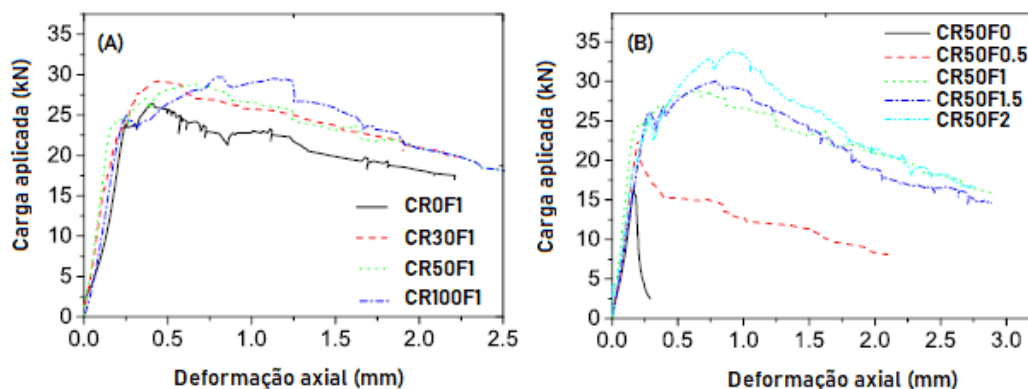 (A)
Carga aplicada (kN)
35
30
25
20
15
10
5
0
0.0 0.5 1.0 1.5 2.0 2.5
Deformação axial (mm)
CR0F1
CR30F1
CR50F1
CR100F1
(B)
Carga aplicada (kN)
35
30
25
20
15
10
5
0
0.0 0.5 1.0 1.5 2.0 2.5 3.0
Deformação axial (mm)
CR50F0
CR50F0.5
CR50F1
CR50F1.5
CR50F2